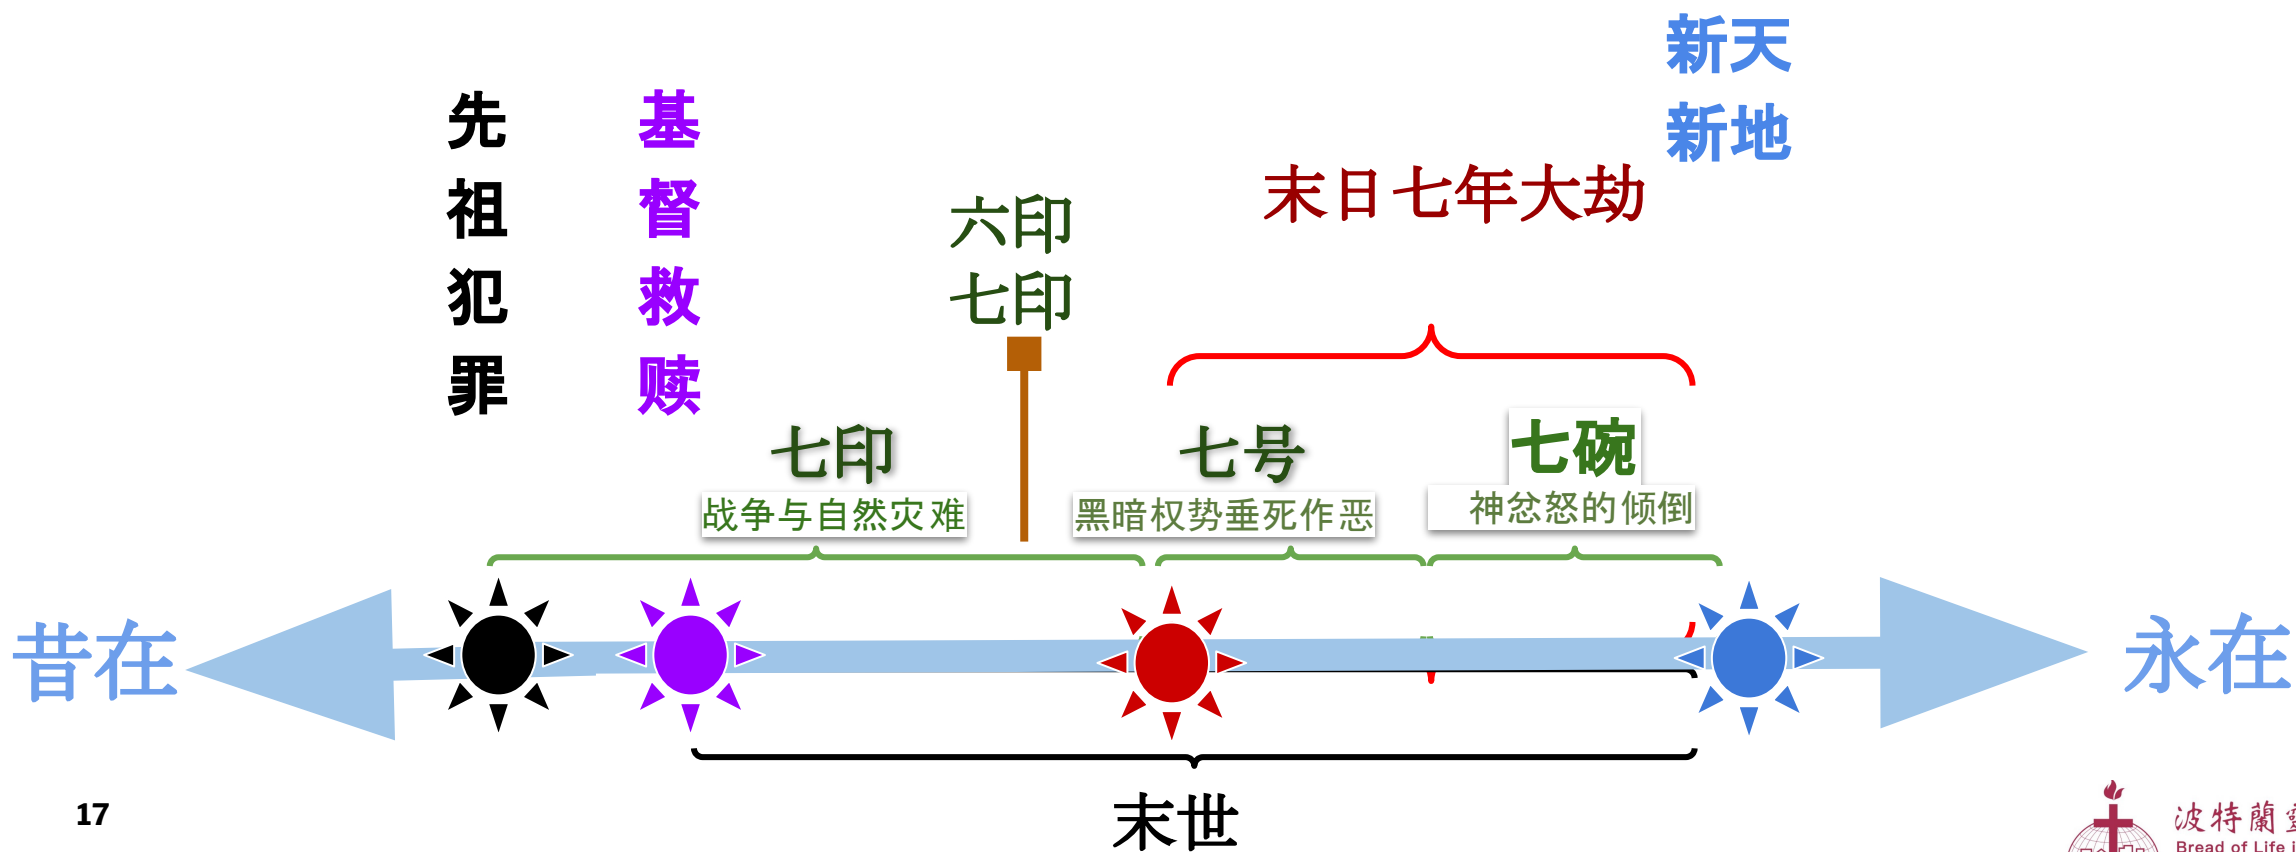 新天
新地
先祖犯罪
基督救赎
末日七年大劫
六印
七印
七印
战争与自然灾难
七号
黑暗权势垂死作恶
七碗
神忿怒的倾倒
昔在
永在
末世
17
波特蘭
Bread of Life i